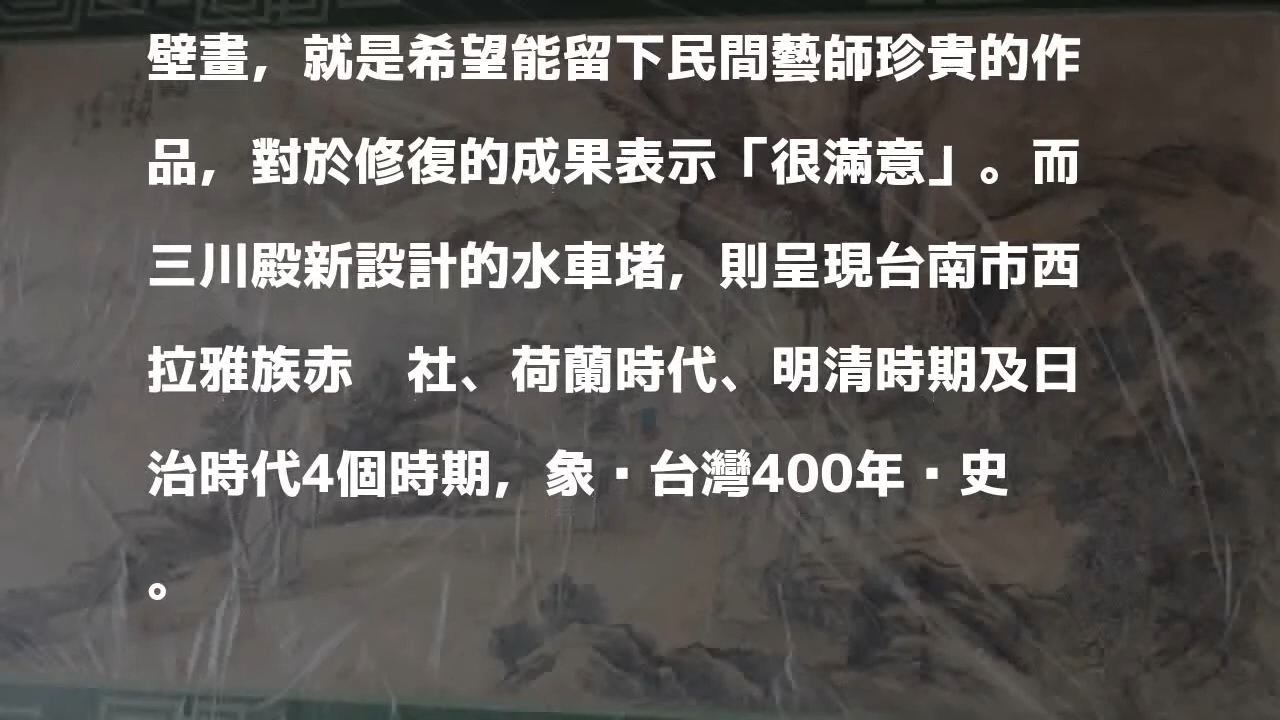 壁畫，就是希望能留下民間藝師珍貴的作
品，對於修復的成果表示「很滿意」。而
三川殿新設計的水車堵，則呈現台南市西
拉雅族赤　社、荷蘭時代、明清時期及日
治時代4個時期，象▪台灣400年▪史
。